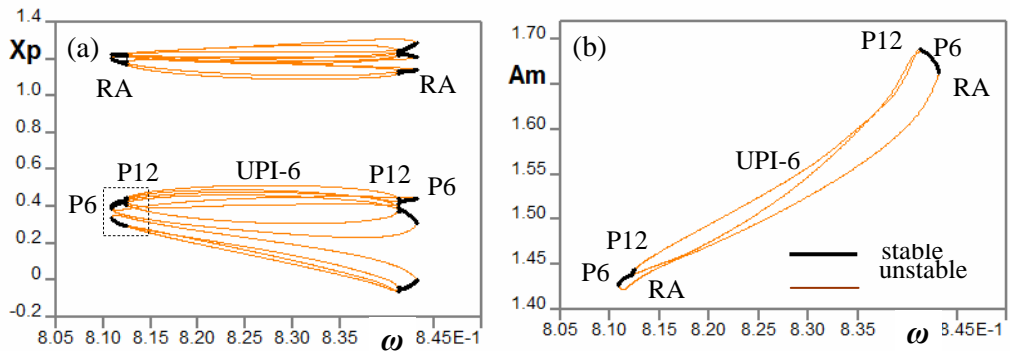 1.4
Xp
(a)
1.2
RA
RA
1.0
0.8
0.6
P12
UPI-6
P12
P6
P6
0.4
0.2
0
-0.2
8.05 8.10 8.15 8.20 8.25 8.30 8.35 ω 8.45E-1
(b)
1.70
P12
P6
Am
RA
1.60
UPI-6
1.55
1.50
P12
P6
RA
stable
unstable
1.40
8.05 8.10 8.15 8.20 8.25 8.30 8.35 ω 8.45E-1